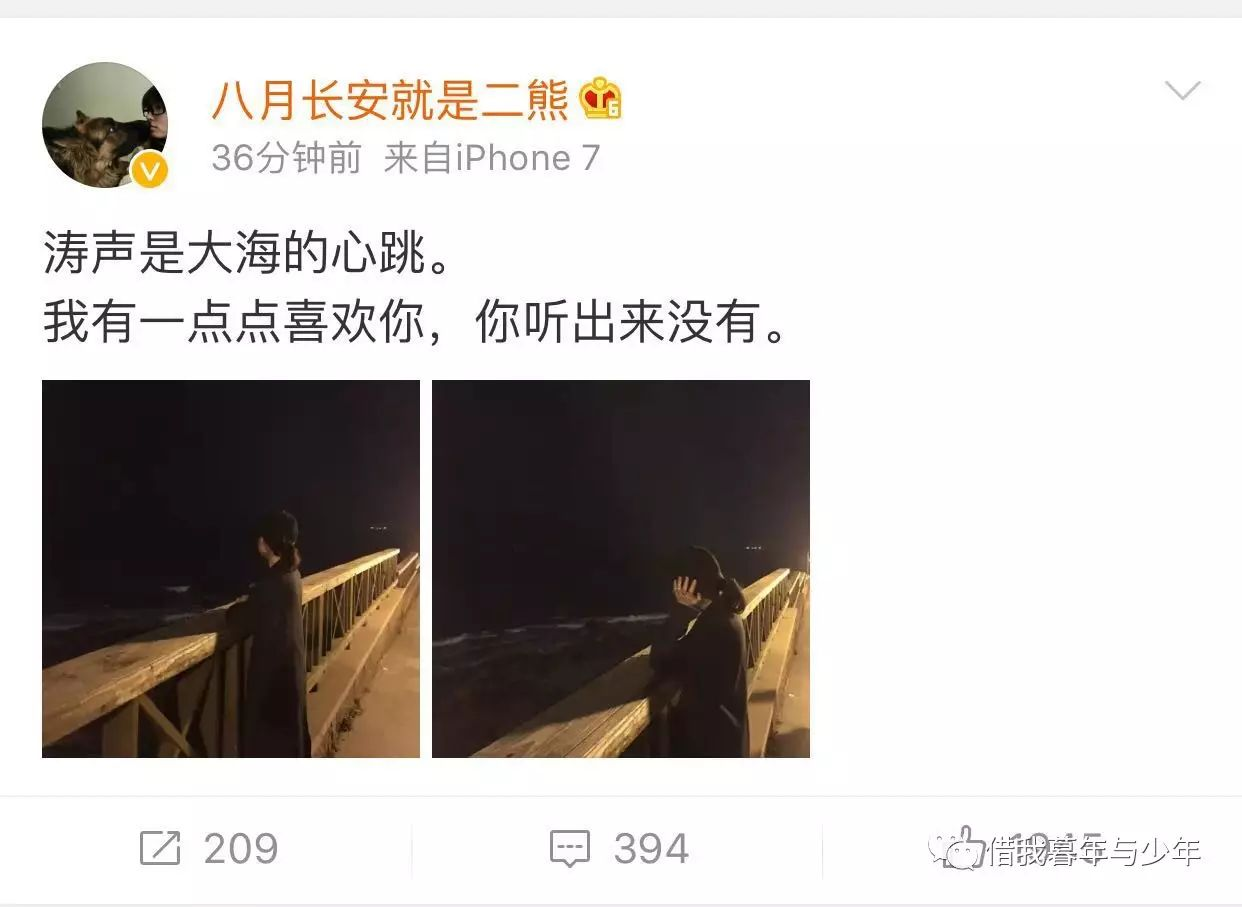 八月长安就是二熊
36分钟前 来自iPhone 7
涛声是大海的心跳。
我有一点点喜欢你，你听出来没有。
209
394
借我暮年与少年